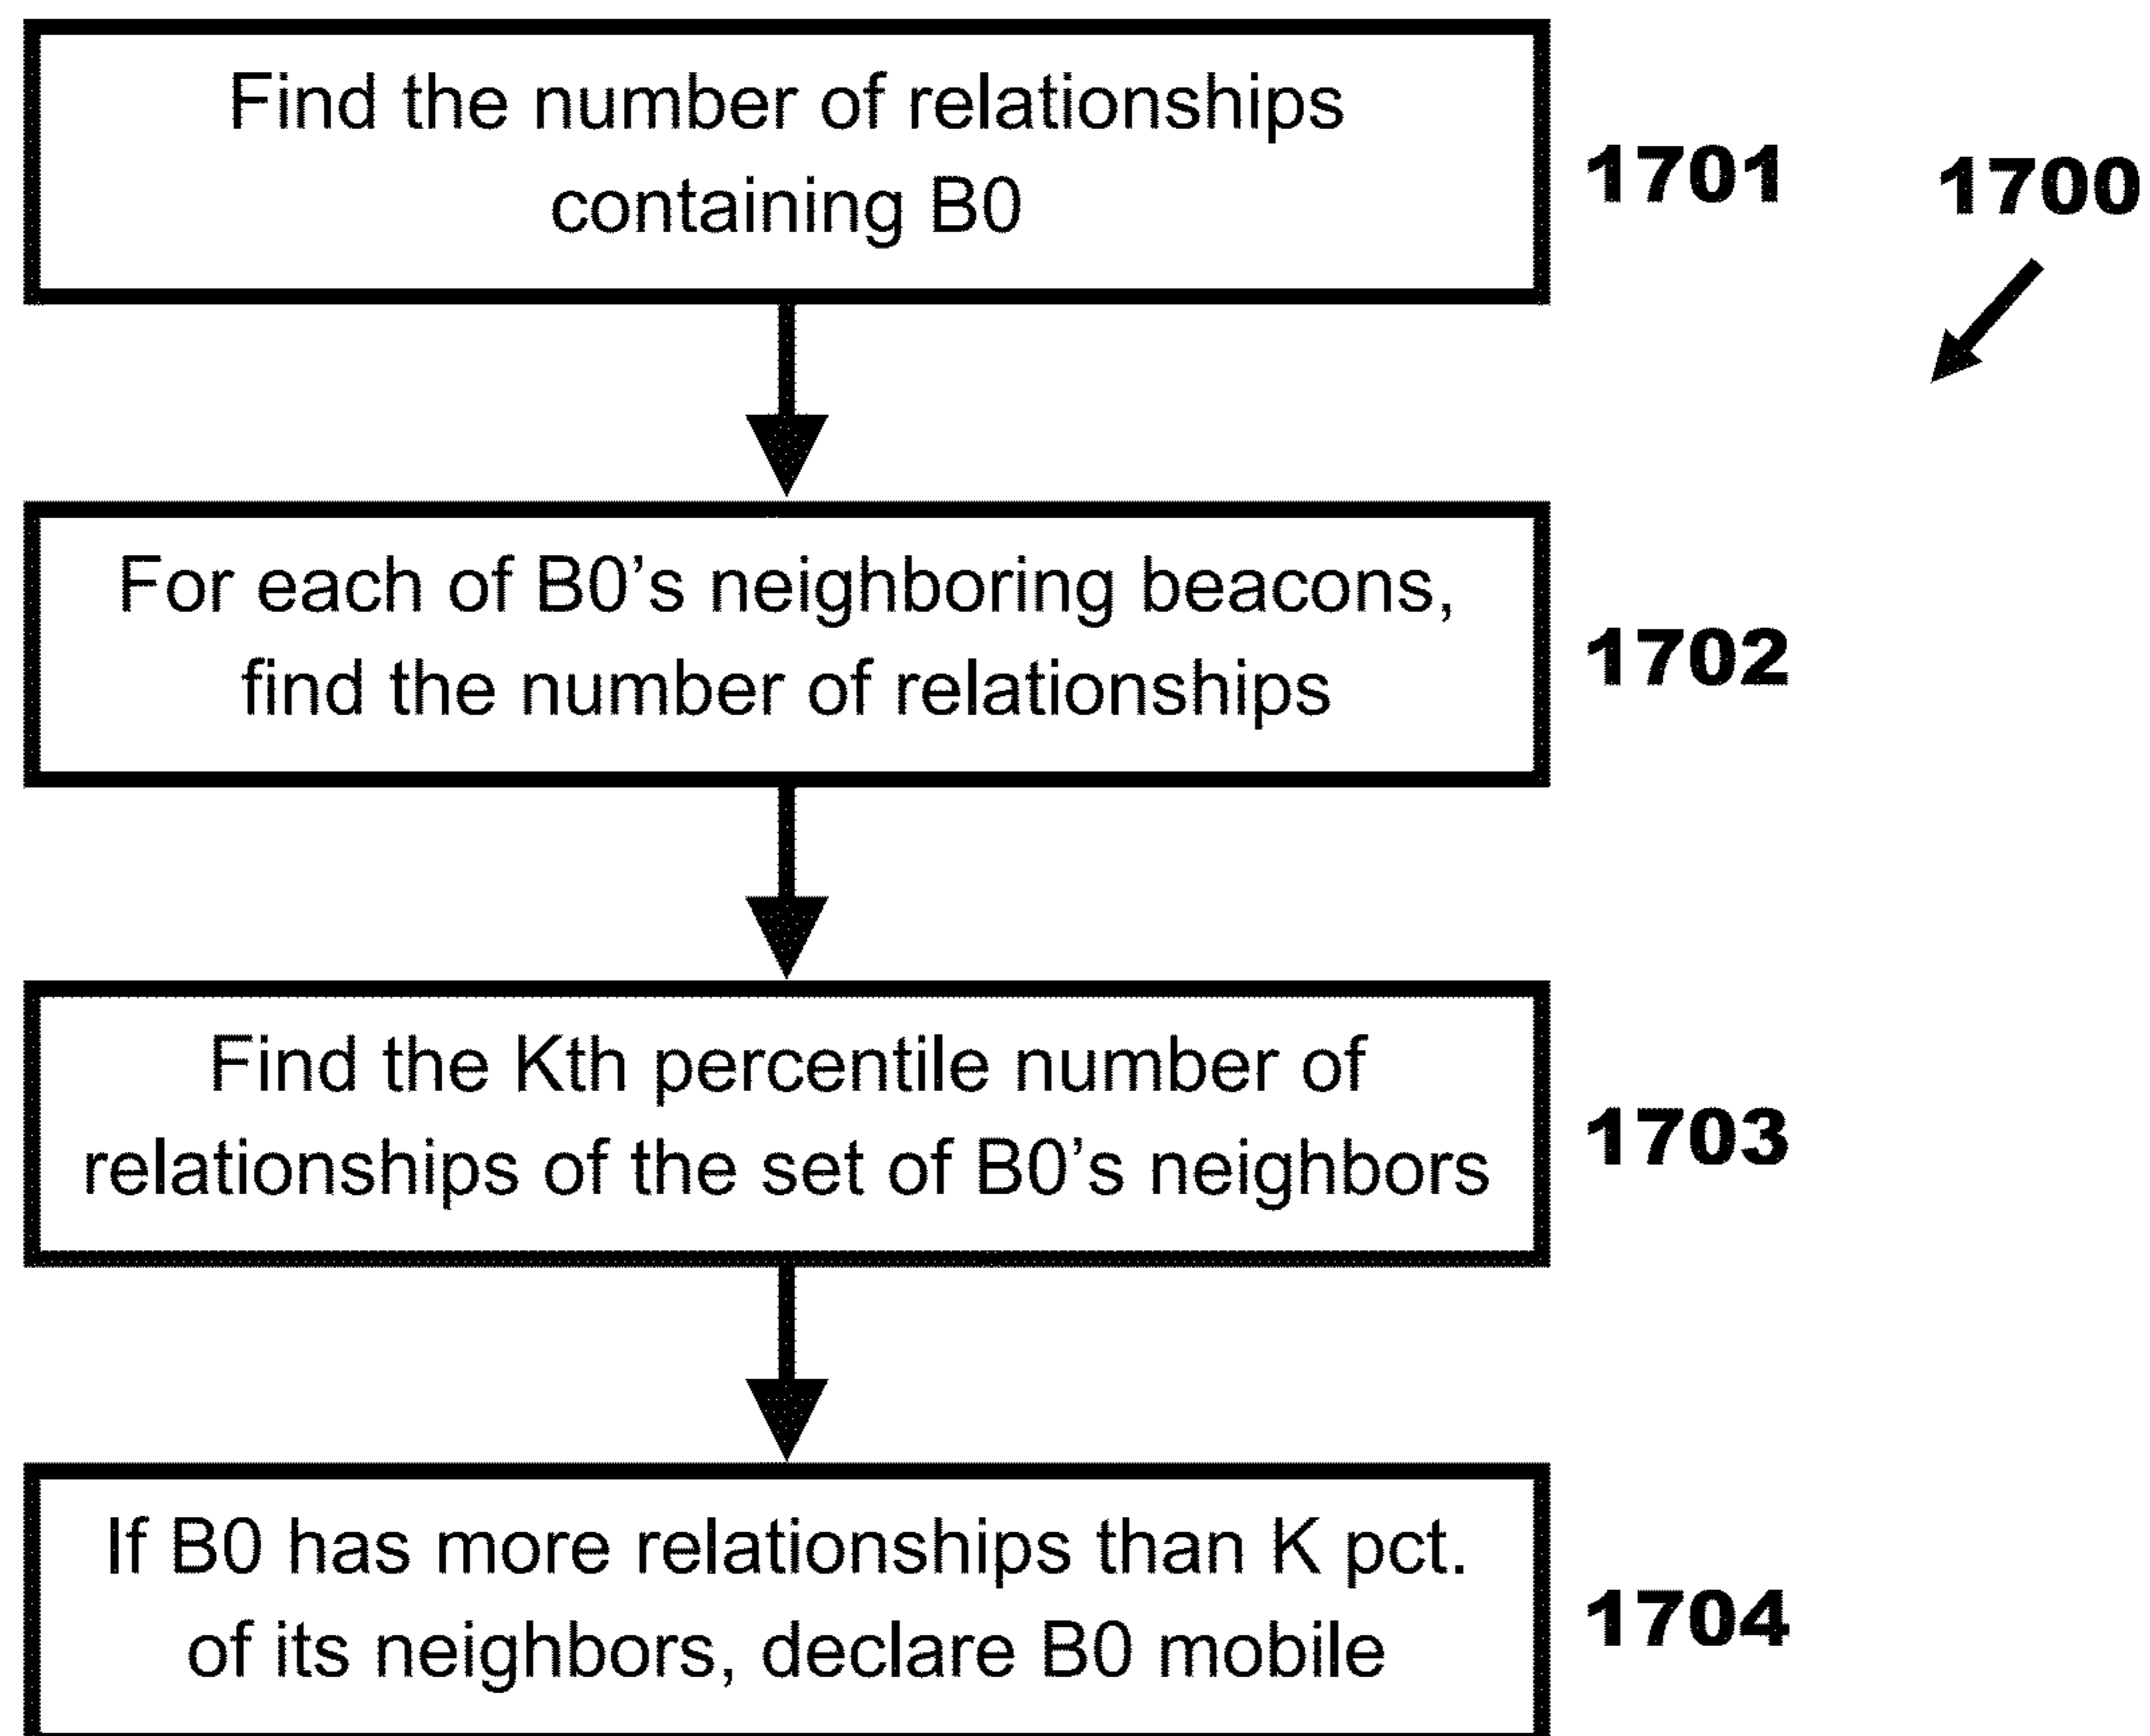 Find the number of relationships
containing B0
1701
1700
For each of B0’s neighboring beacons,
find the number of relationships
1702
Find the Kth percentile number of
relationships of the set of B0’s neighbors
1703
If B0 has more relationships than K pct.
of its neighbors, declare B0 mobile
1704